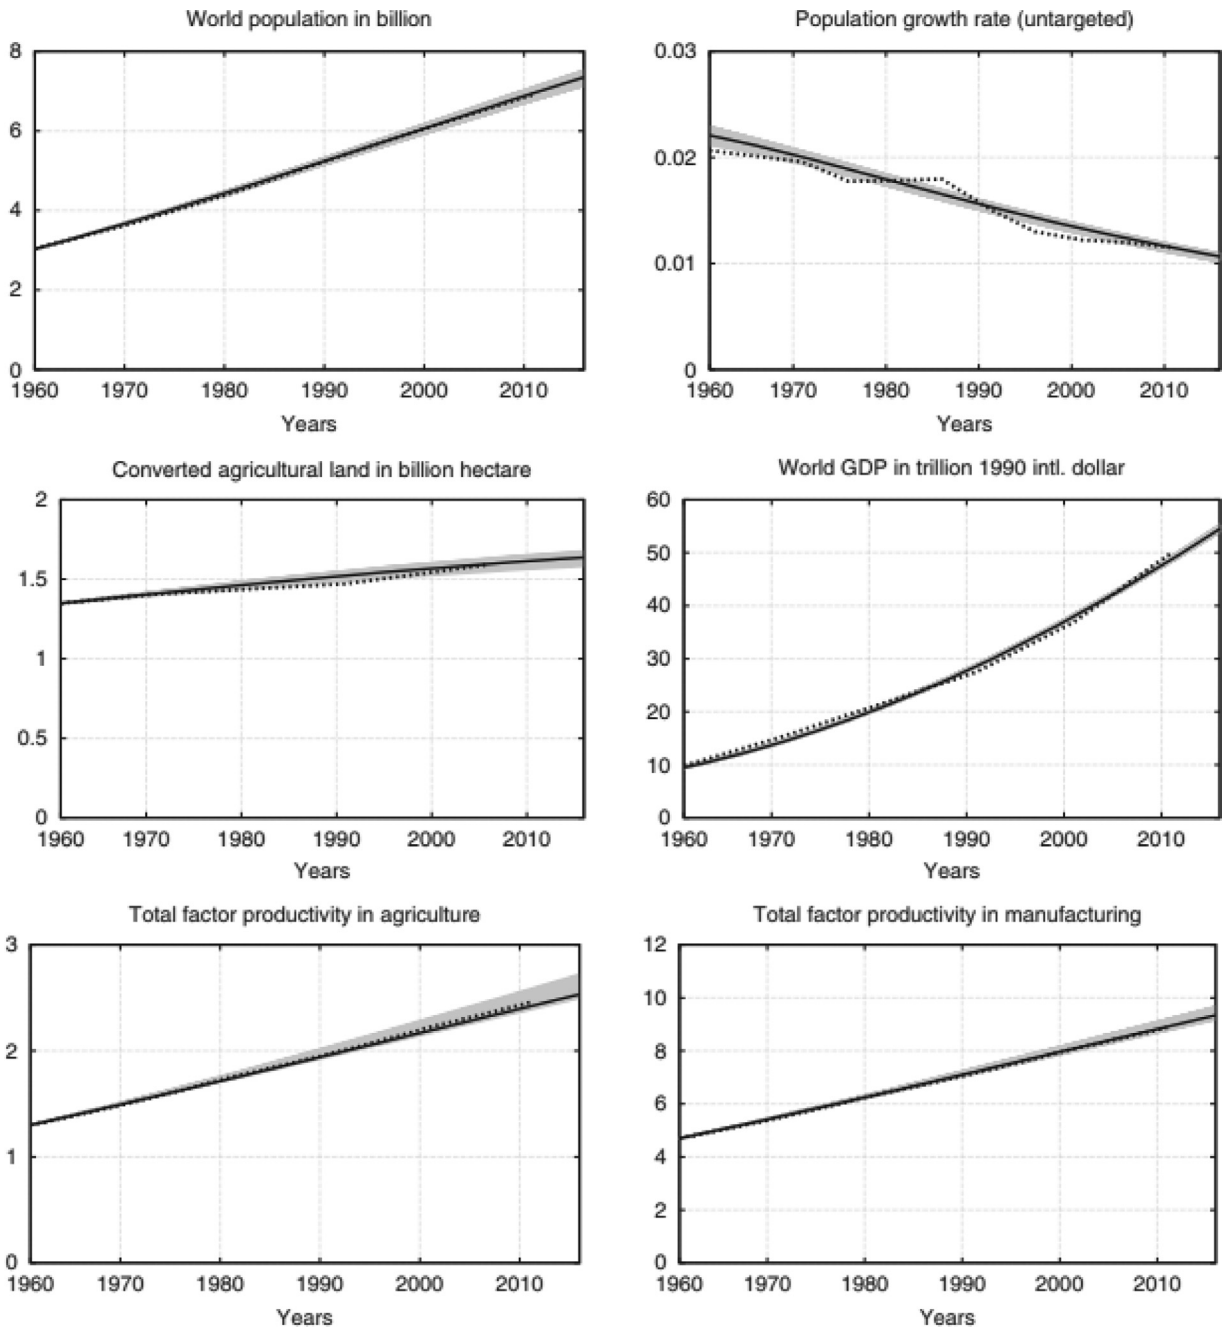 World population in billion
8
6
4
2
0
1960 1970 1980 1990 2000 2010
Years
Population growth rate (untargeted)
0.03
0.02
0.01
0
1960 1970 1980 1990 2000 2010
Years
Converted agricultural land in billion hectare
2
1.5
1
0.5
0
1960 1970 1980 1990 2000 2010
Years
World GDP in trillion 1990 intl. dollar
60
50
40
30
20
10
0
1960 1970 1980 1990 2000 2010
Years
Total factor productivity in agriculture
3
2
1
0
1960 1970 1980 1990 2000 2010
Years
Total factor productivity in manufacturing
12
10
8
6
4
2
0
1960 1970 1980 1990 2000 2010
Years